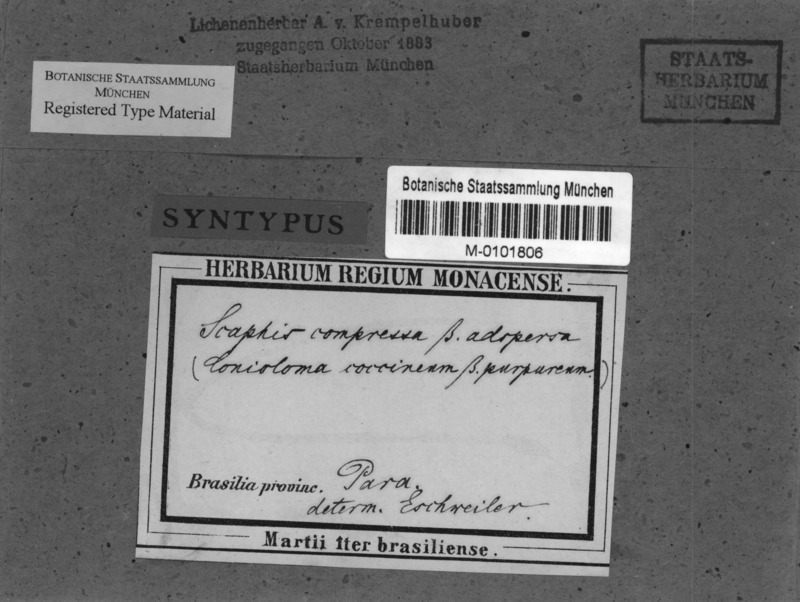 Lichenenherbar A. v. Krempelhuber
zugegangen Oktober 1883
Staatsherbarium München
STAATS-
HERBARIUM
MÜNCHEN
BOTANISCHE STAATSSAMMLUNG
MÜNCHEN
Registered Type Material
Botanische Staatssammlung München
M-0101806
SYNTYPUS
HERBARIUM REGIUM MONACENSE.
Scaphis compressa β. adspersa
(Conioloma coccineum β. purpureum.)
Brasilia provinc. Para.
determ. Eschweiler.
Martii Iter brasiliense.